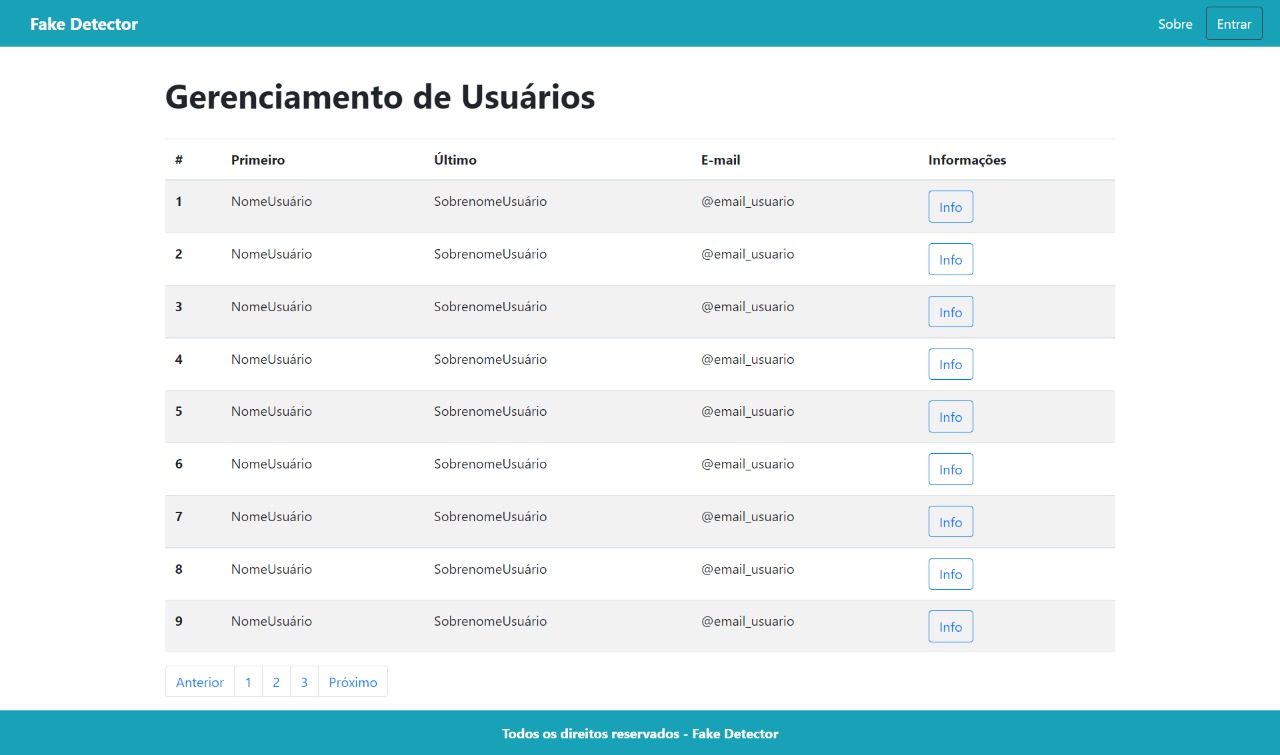 Fake Detector Sobre Entrar
Gerenciamento de Usuários
# Primeiro Último E-mail Informações
1 NomeUsuário SobrenomeUsuário @email_usuario Info
2 NomeUsuário SobrenomeUsuário @email_usuario Info
3 NomeUsuário SobrenomeUsuário @email_usuario Info
4 NomeUsuário SobrenomeUsuário @email_usuario Info
5 NomeUsuário SobrenomeUsuário @email_usuario Info
6 NomeUsuário SobrenomeUsuário @email_usuario Info
7 NomeUsuário SobrenomeUsuário @email_usuario Info
8 NomeUsuário SobrenomeUsuário @email_usuario Info
9 NomeUsuário SobrenomeUsuário @email_usuario Info
Anterior 1 2 3 Próximo
Todos os direitos reservados - Fake Detector